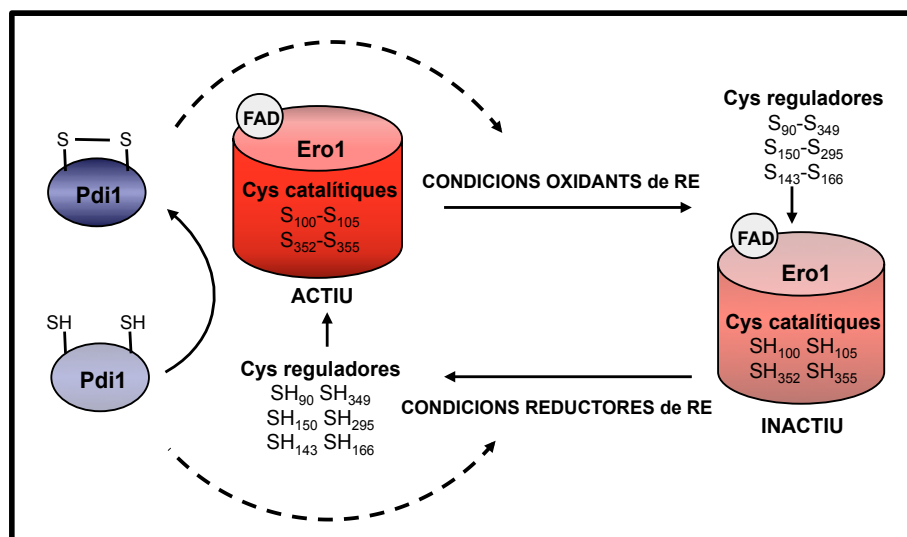 S S
Pdi1
SH SH
Pdi1
FAD
Ero1
Cys catalítiques
S100-S105
S352-S355
ACTIU
Cys reguladores
SH90 SH349
SH150 SH295
SH143 SH166
CONDICIONS OXIDANTS de RE
CONDICIONS REDUCTORES de RE
Cys reguladores
S90-S349
S150-S295
S143-S166
FAD
Ero1
Cys catalítiques
SH100 SH105
SH352 SH355
INACTIU